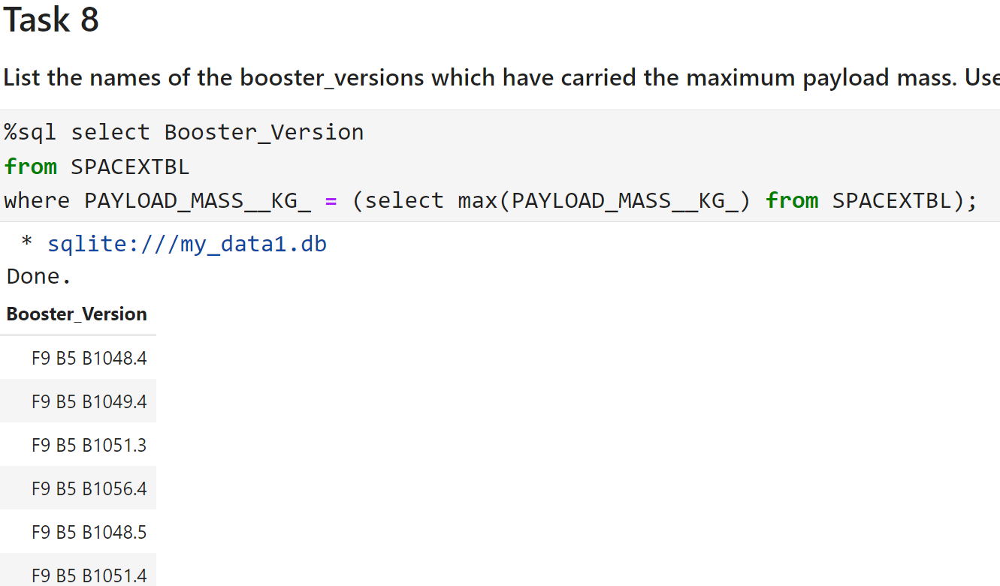 Task 8
List the names of the booster_versions which have carried the maximum payload mass. Use
%sql select Booster_Version
from SPACEXTBL
where PAYLOAD_MASS__KG_ = (select max(PAYLOAD_MASS__KG_) from SPACEXTBL);
* sqlite:///my_data1.db
Done.
Booster_Version
F9 B5 B1048.4
F9 B5 B1049.4
F9 B5 B1051.3
F9 B5 B1056.4
F9 B5 B1048.5
F9 B5 B1051.4